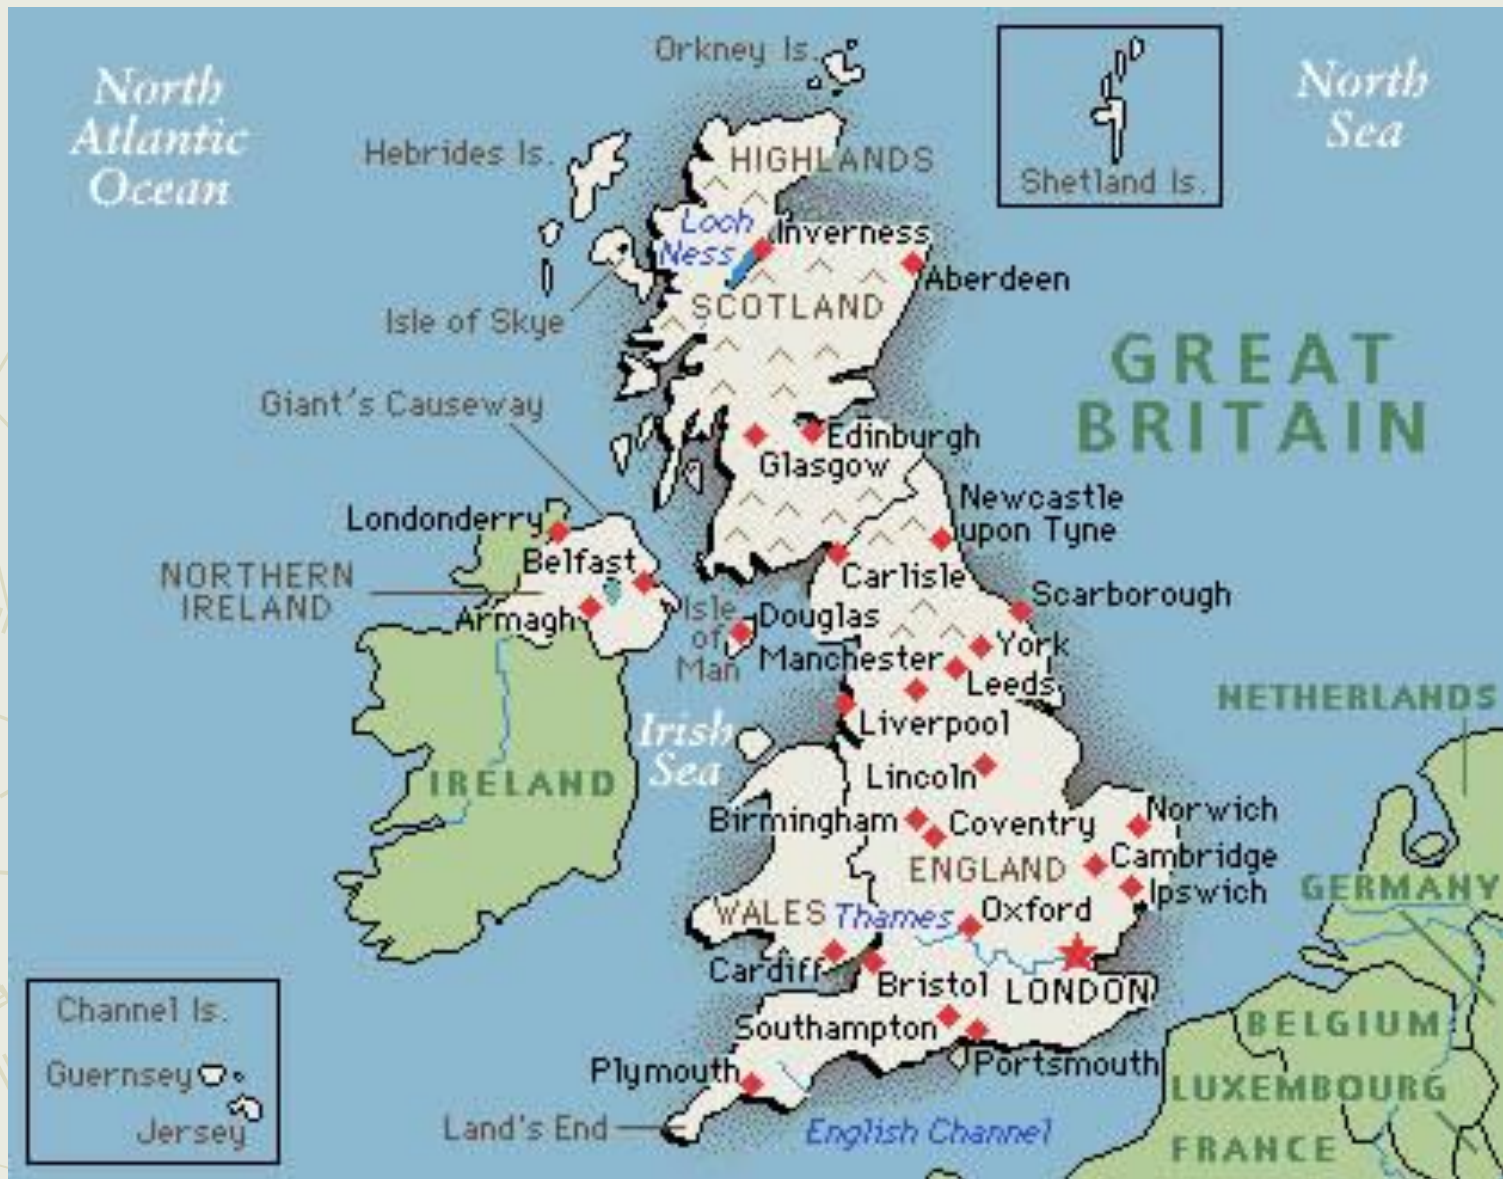 North
Atlantic
Ocean
Orkney Is.
North
Sea
Hebrides Is.
HIGHLANDS
Shetland Is.
Loch
Ness
Inverness
Aberdeen
SCOTLAND
Isle of Skye
GREAT
BRITAIN
Giant's Causeway
Edinburgh
Glasgow
Newcastle
upon Tyne
Londonderry
Belfast
Carlisle
NORTHERN
IRELAND
Armagh
Scarborough
Isle
of
Man
Douglas
York
Manchester
Leeds
NETHERLANDS
Irish
Sea
Liverpool
IRELAND
Lincoln
Birmingham
Coventry
Norwich
ENGLAND
Cambridge
Ipswich
GERMANY
WALES
Thames
Oxford
Cardiff
Bristol
LONDON
Channel Is.
Southampton
BELGIUM
Guernsey
Plymouth
Portsmouth
LUXEMBOURG
Jersey
Land's End
English Channel
FRANCE